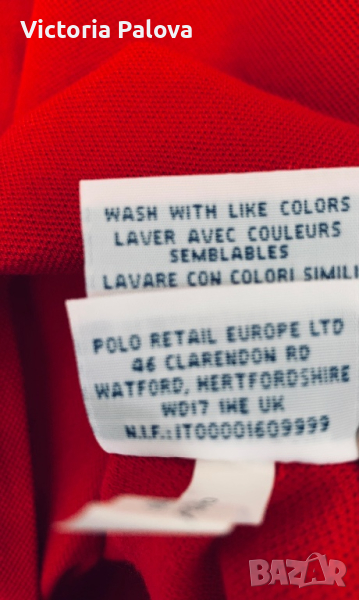 Victoria Palova
WASH WITH LIKE COLORS
LAVER AVEC COULEURS
SEMBLABLES
LAVARE CON COLORI SIMILI
POLO RETAIL EUROPE LTD
46 CLARENDON RD
WATFORD, HERTFORDSHIRE
WD17 1HE UK
N.I.F.:IT00001609999
BAZAR